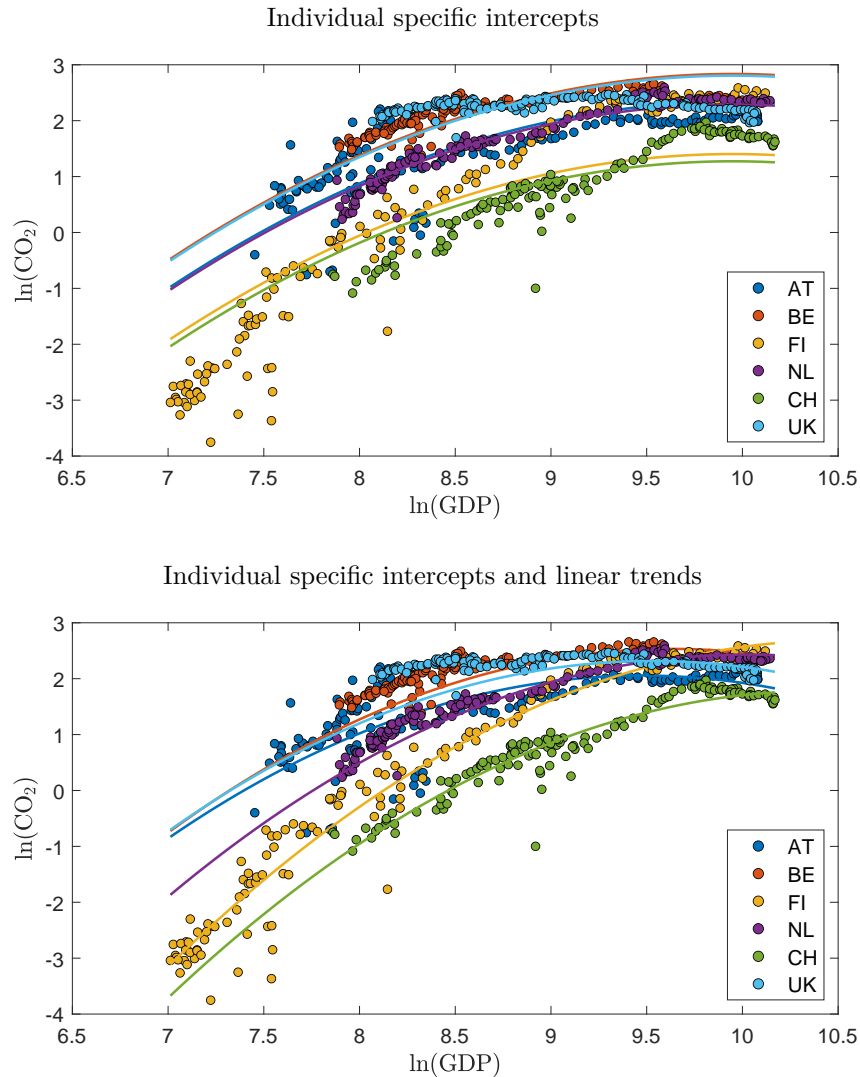 Individual specific intercepts
3
2
1
0
-1
-2
-3
-4
ln(CO₂)
6.5 7 7.5 8 8.5 9 9.5 10 10.5
ln(GDP)
AT
BE
FI
NL
CH
UK
Individual specific intercepts and linear trends
3
2
1
0
-1
-2
-3
-4
ln(CO₂)
6.5 7 7.5 8 8.5 9 9.5 10 10.5
ln(GDP)
AT
BE
FI
NL
CH
UK